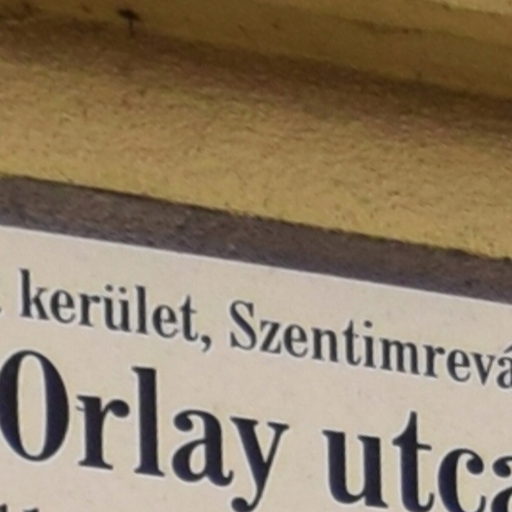 . kerület, Szentimrevá
Orlay utca